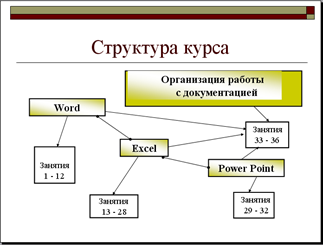 Структура курса
Организация работы
с документацией
Word
Занятия
33 - 36
Excel
Занятия
1 - 12
Power Point
Занятия
13 - 28
Занятия
29 - 32